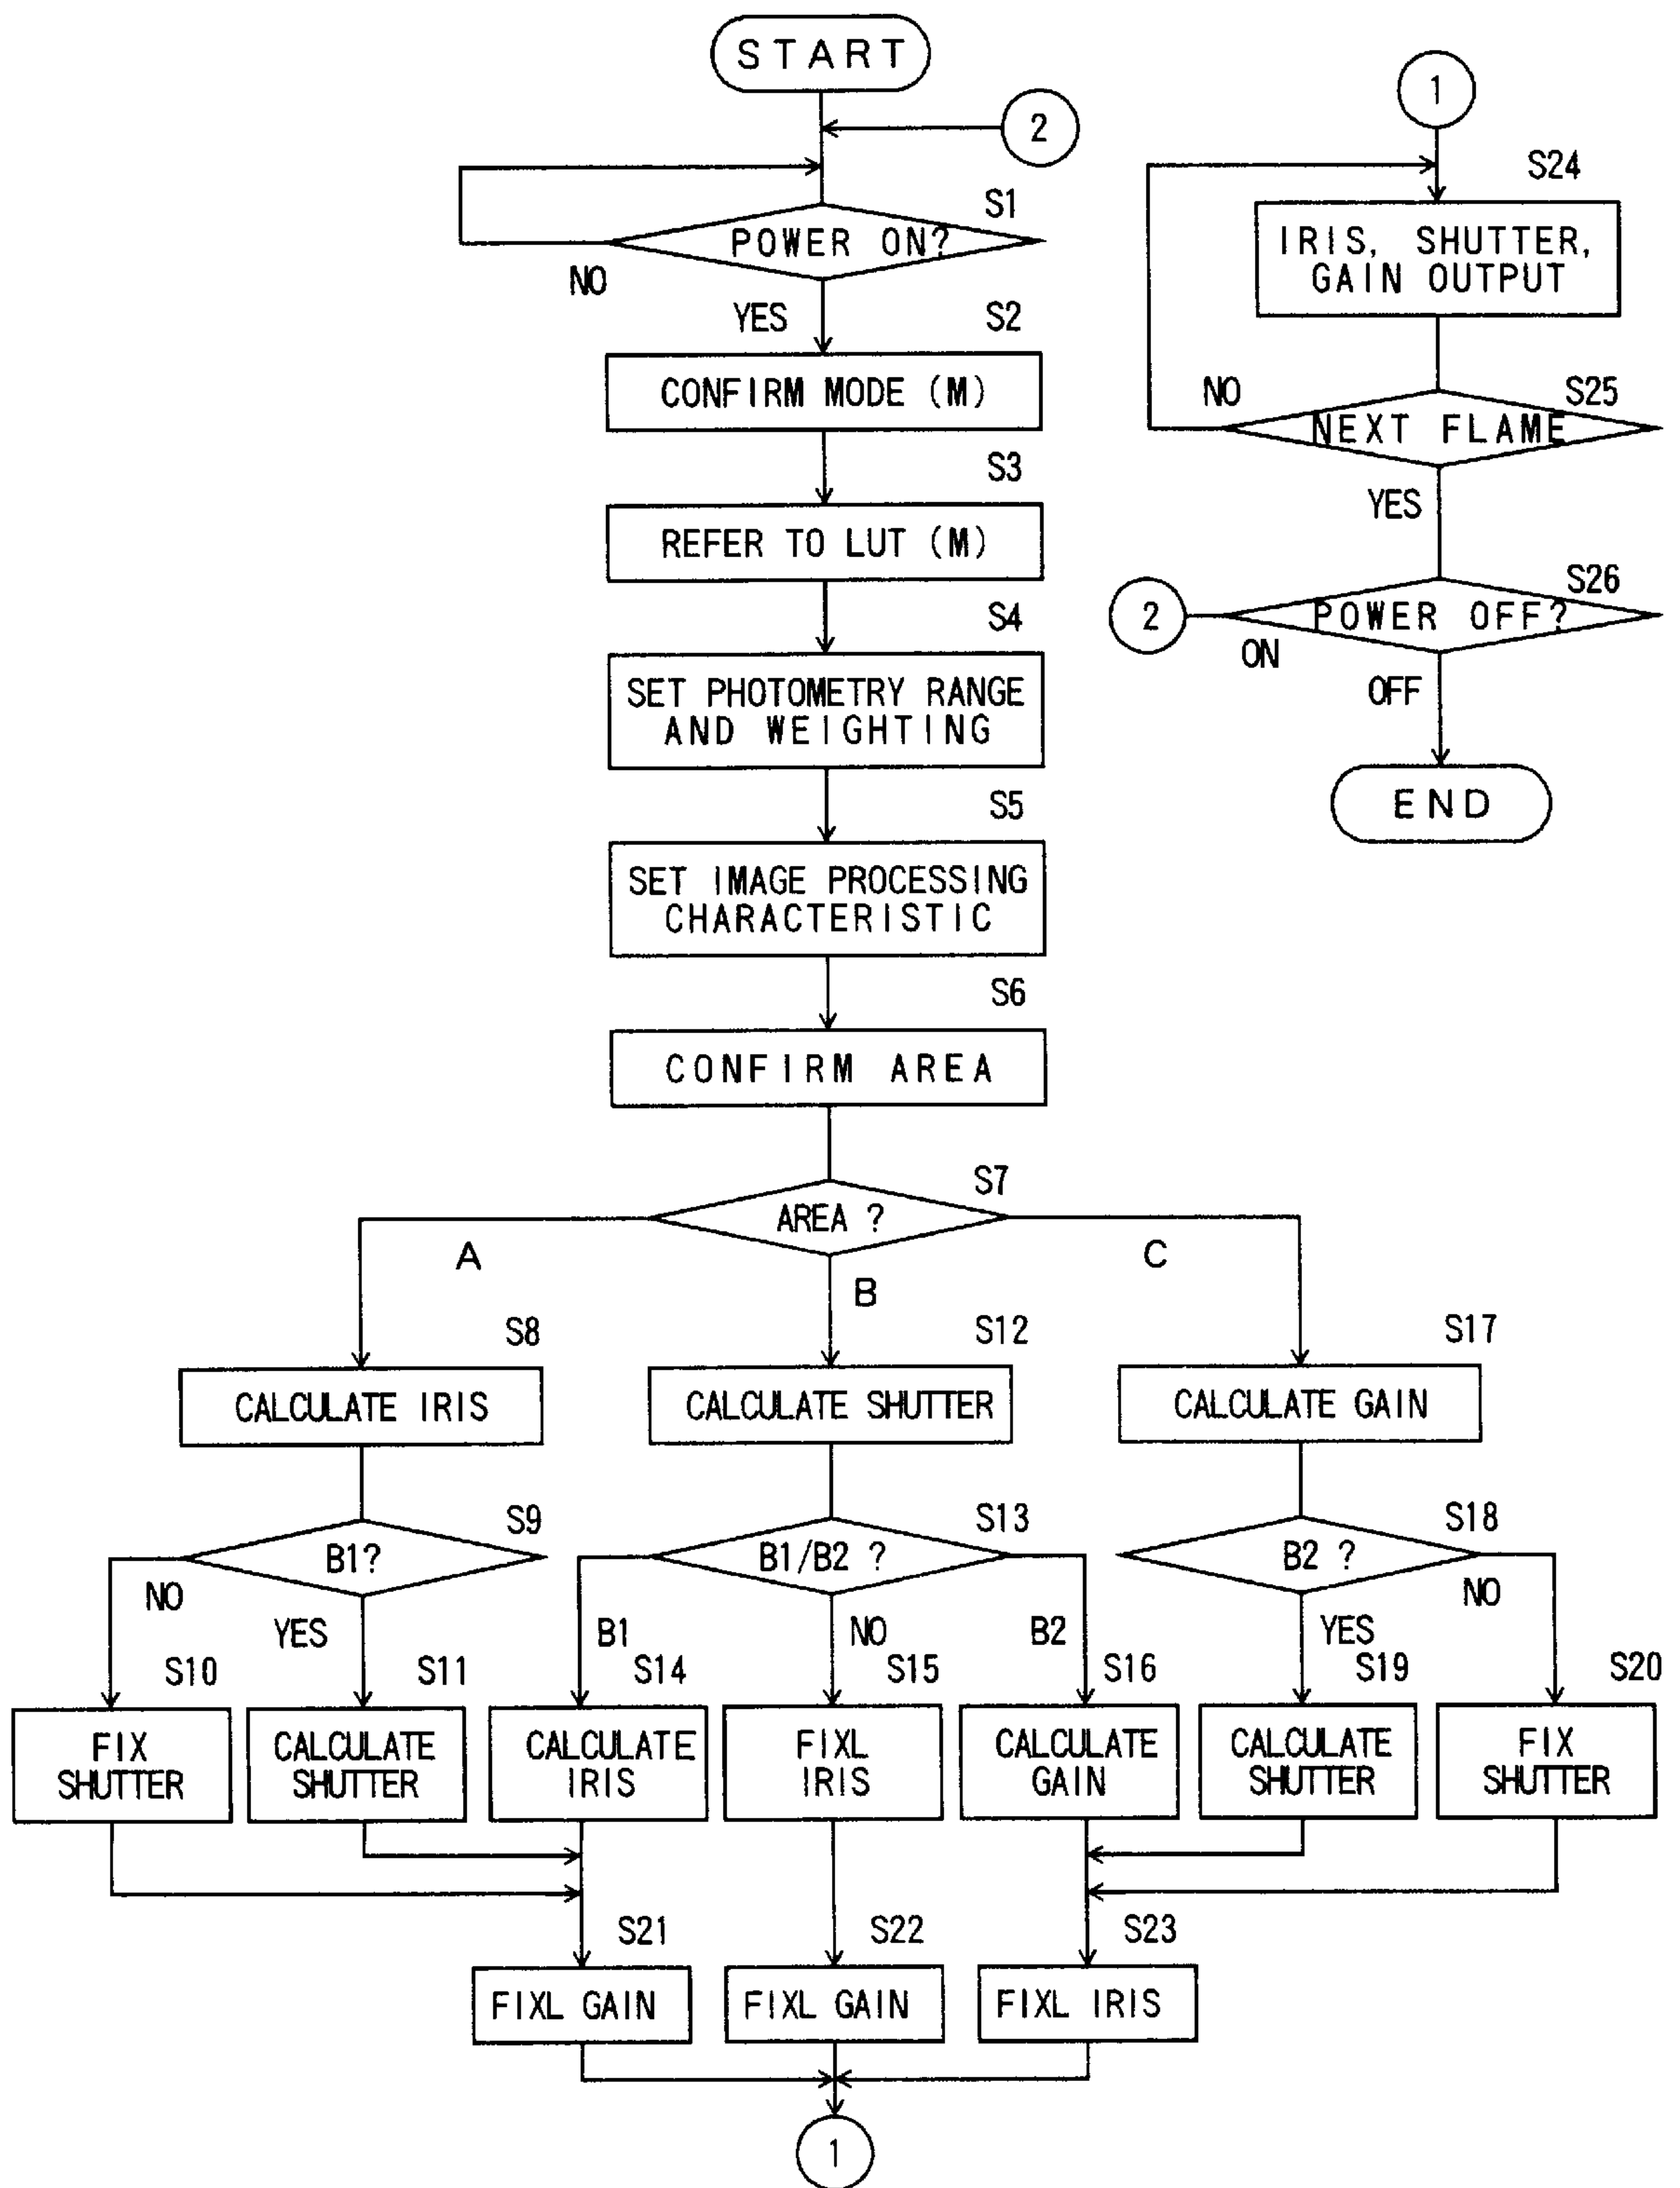 START
2
S1
POWER ON?
NO
YES
S2
CONFIRM MODE (M)
S3
REFER TO LUT (M)
S4
SET PHOTOMETRY RANGE
AND WEIGHTING
S5
SET IMAGE PROCESSING
CHARACTERISTIC
S6
CONFIRM AREA
S7
AREA ?
A
B
C
S8
CALCULATE IRIS
S12
CALCULATE SHUTTER
S17
CALCULATE GAIN
S9
B1?
NO
YES
S13
B1/B2 ?
B1
NO
B2
S18
B2 ?
YES
NO
S10
FIX
SHUTTER
S11
CALCULATE
SHUTTER
S14
CALCULATE
IRIS
S15
FIXL
IRIS
S16
CALCULATE
GAIN
S19
CALCULATE
SHUTTER
S20
FIX
SHUTTER
S21
FIXL GAIN
S22
FIXL GAIN
S23
FIXL IRIS
1
1
S24
IRIS, SHUTTER,
GAIN OUTPUT
S25
NEXT FLAME
NO
YES
S26
POWER OFF?
2
ON
OFF
END